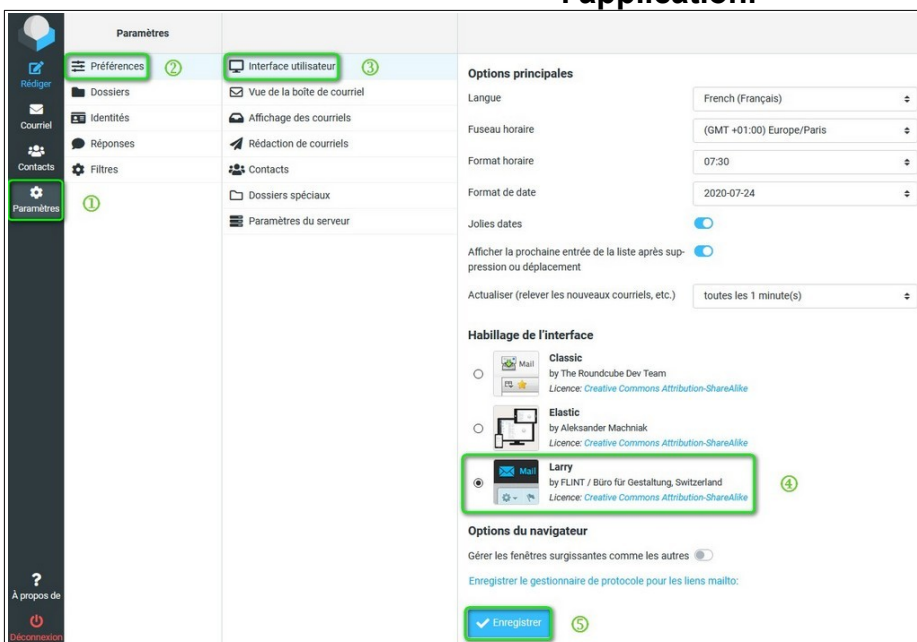 l'application.
Paramètres
Rédiger
Courriel
Contacts
Paramètres
①
À propos de
Déconnexion
Préférences
②
Dossiers
Identités
Réponses
Filtres
Interface utilisateur
③
Vue de la boîte de courriel
Affichage des courriels
Rédaction de courriels
Contacts
Dossiers spéciaux
Paramètres du serveur
Options principales
Langue French (Français)
Fuseau horaire (GMT +01:00) Europe/Paris
Format horaire 07:30
Format de date 2020-07-24
Jolies dates
Afficher la prochaine entrée de la liste après sup-
pression ou déplacement
Actualiser (relever les nouveaux courriels, etc.) toutes les 1 minute(s)
Habillage de l'interface
Mail
Classic
by The Roundcube Dev Team
Licence: Creative Commons Attribution-ShareAlike
Elastic
by Aleksander Machniak
Licence: Creative Commons Attribution-ShareAlike
Mail
Larry
by FLINT / Büro für Gestaltung, Switzerland
Licence: Creative Commons Attribution-ShareAlike
④
Options du navigateur
Gérer les fenêtres surgissantes comme les autres
Enregistrer le gestionnaire de protocole pour les liens mailto:
Enregistrer
⑤